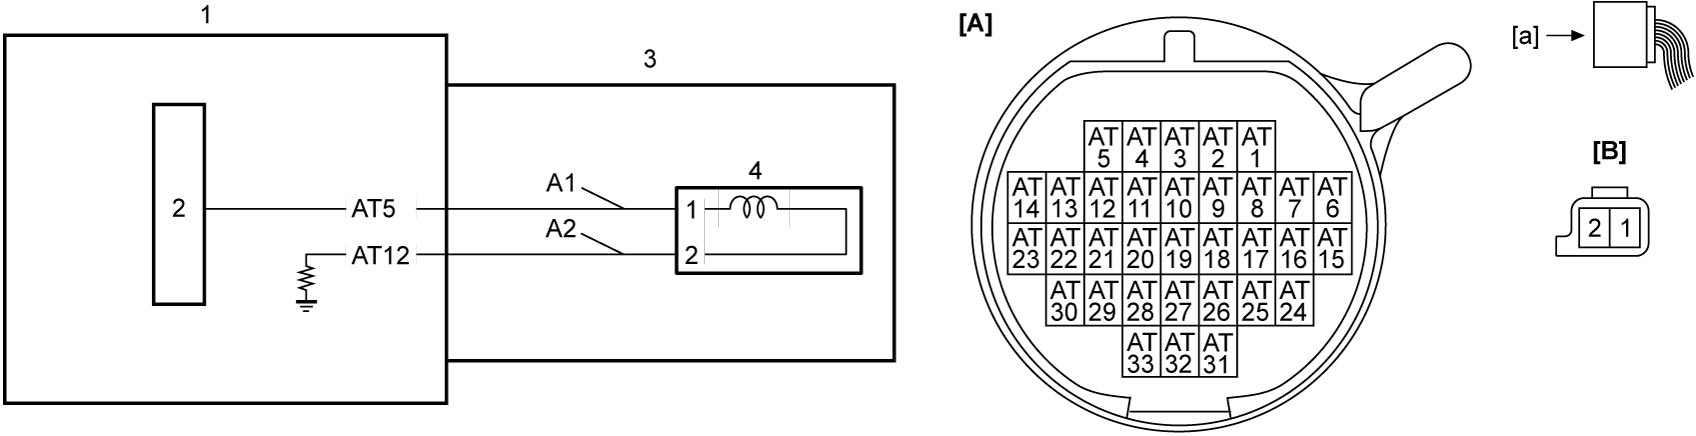 1
3
2
AT5
AT12
A1
A2
4
1
2
[A]
AT 5 AT 4 AT 3 AT 2 AT 1
AT 14 AT 13 AT 12 AT 11 AT 10 AT 9 AT 8 AT 7 AT 6
AT 23 AT 22 AT 21 AT 20 AT 19 AT 18 AT 17 AT 16 AT 15
AT 30 AT 29 AT 28 AT 27 AT 26 AT 25 AT 24
AT 33 AT 32 AT 31
[a]
[B]
2 1